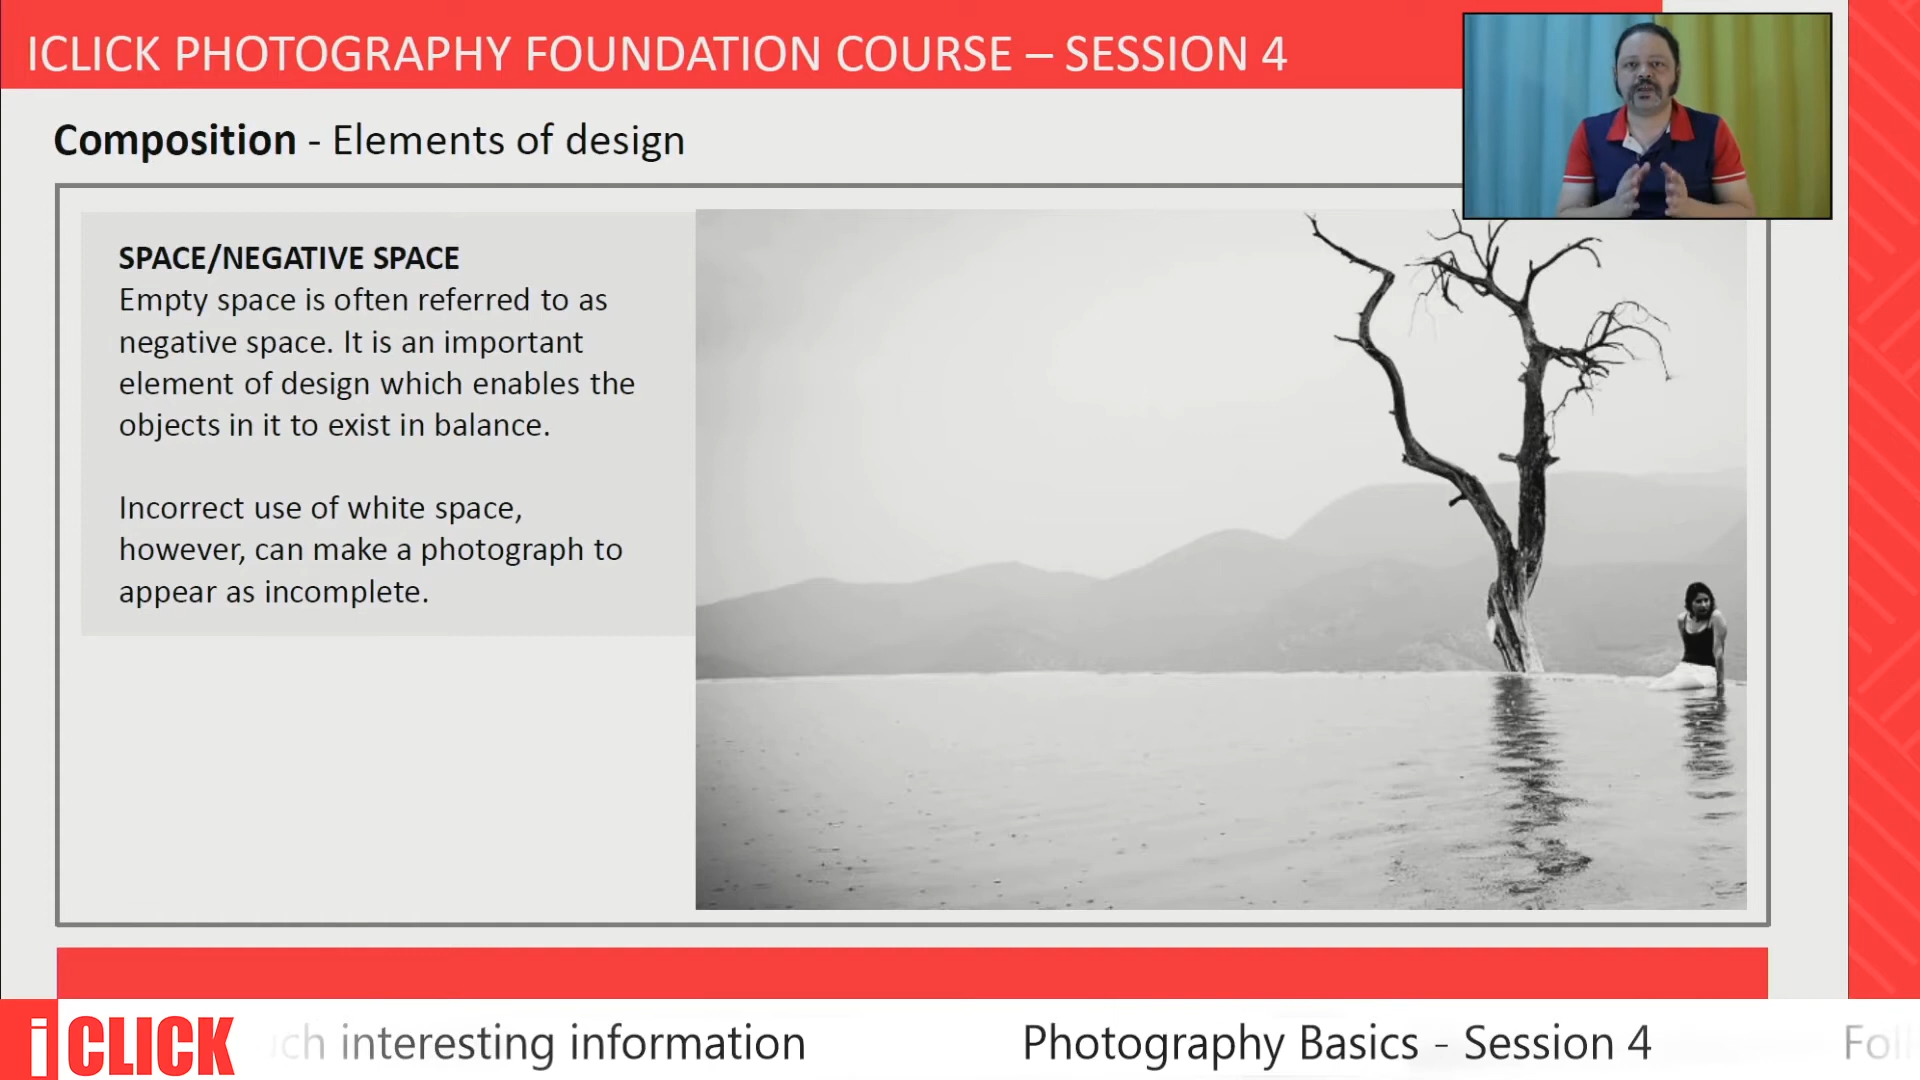 ICLICK PHOTOGRAPHY FOUNDATION COURSE – SESSION 4
Composition - Elements of design
SPACE/NEGATIVE SPACE
Empty space is often referred to as
negative space. It is an important
element of design which enables the
objects in it to exist in balance.
Incorrect use of white space,
however, can make a photograph to
appear as incomplete.
iCLICK
interesting information
Photography Basics - Session 4